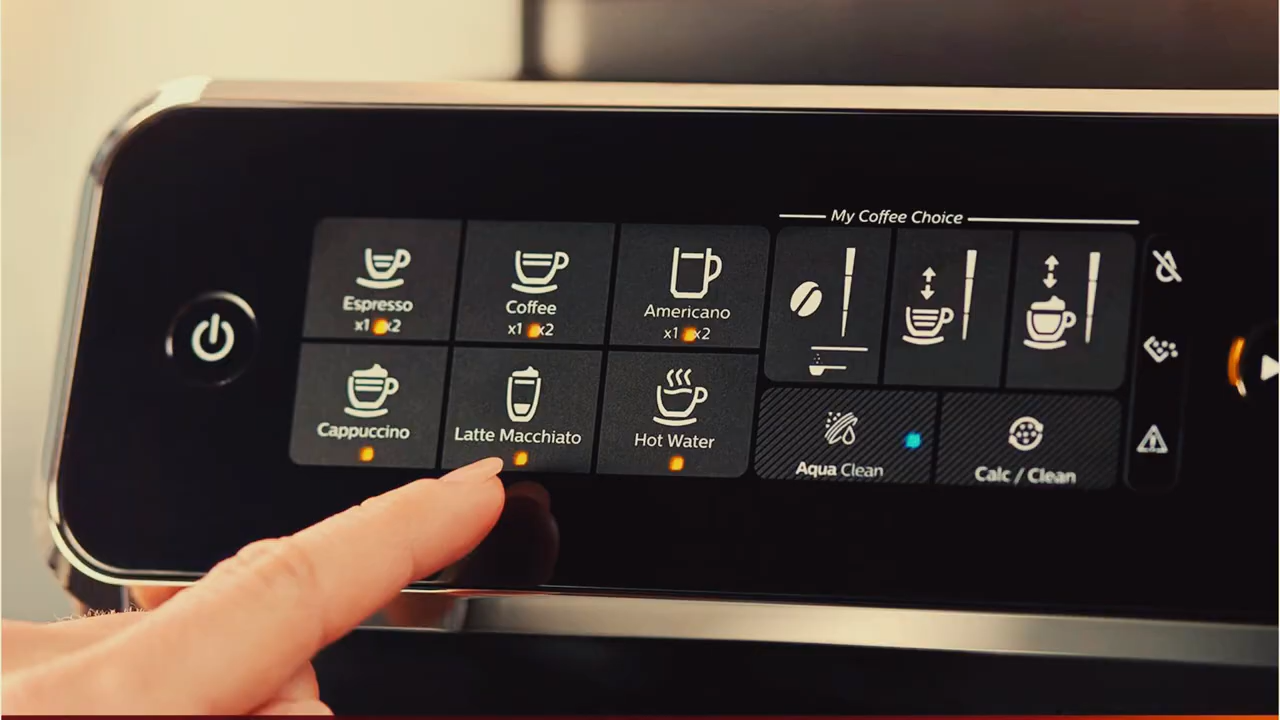 My Coffee Choice
Espresso
x1 x2
Coffee
x1 x2
Americano
x1 x2
Cappuccino
Latte Macchiato
Hot Water
Aqua Clean
Calc / Clean